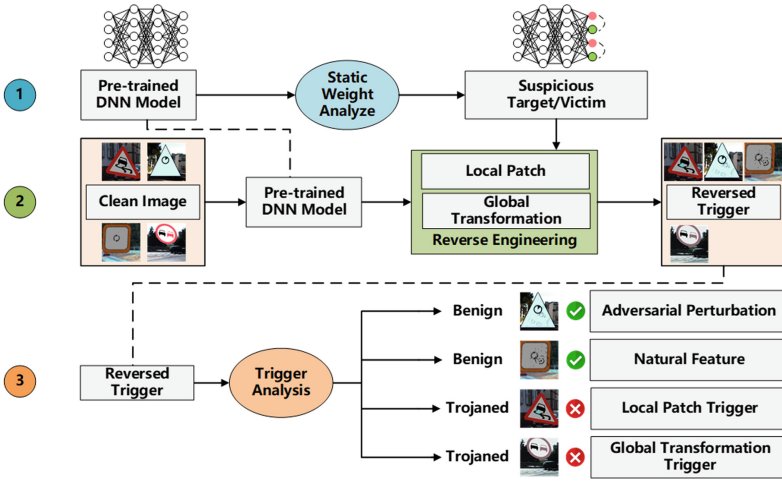 1
Pre-trained
DNN Model
Static
Weight
Analyze
Suspicious
Target/Victim
2
Clean Image
Pre-trained
DNN Model
Local Patch
Global
Transformation
Reverse Engineering
Reversed
Trigger
3
Reversed
Trigger
Trigger
Analysis
Benign
Adversarial Perturbation
Benign
Natural Feature
Trojaned
Local Patch Trigger
Trojaned
Global Transformation
Trigger